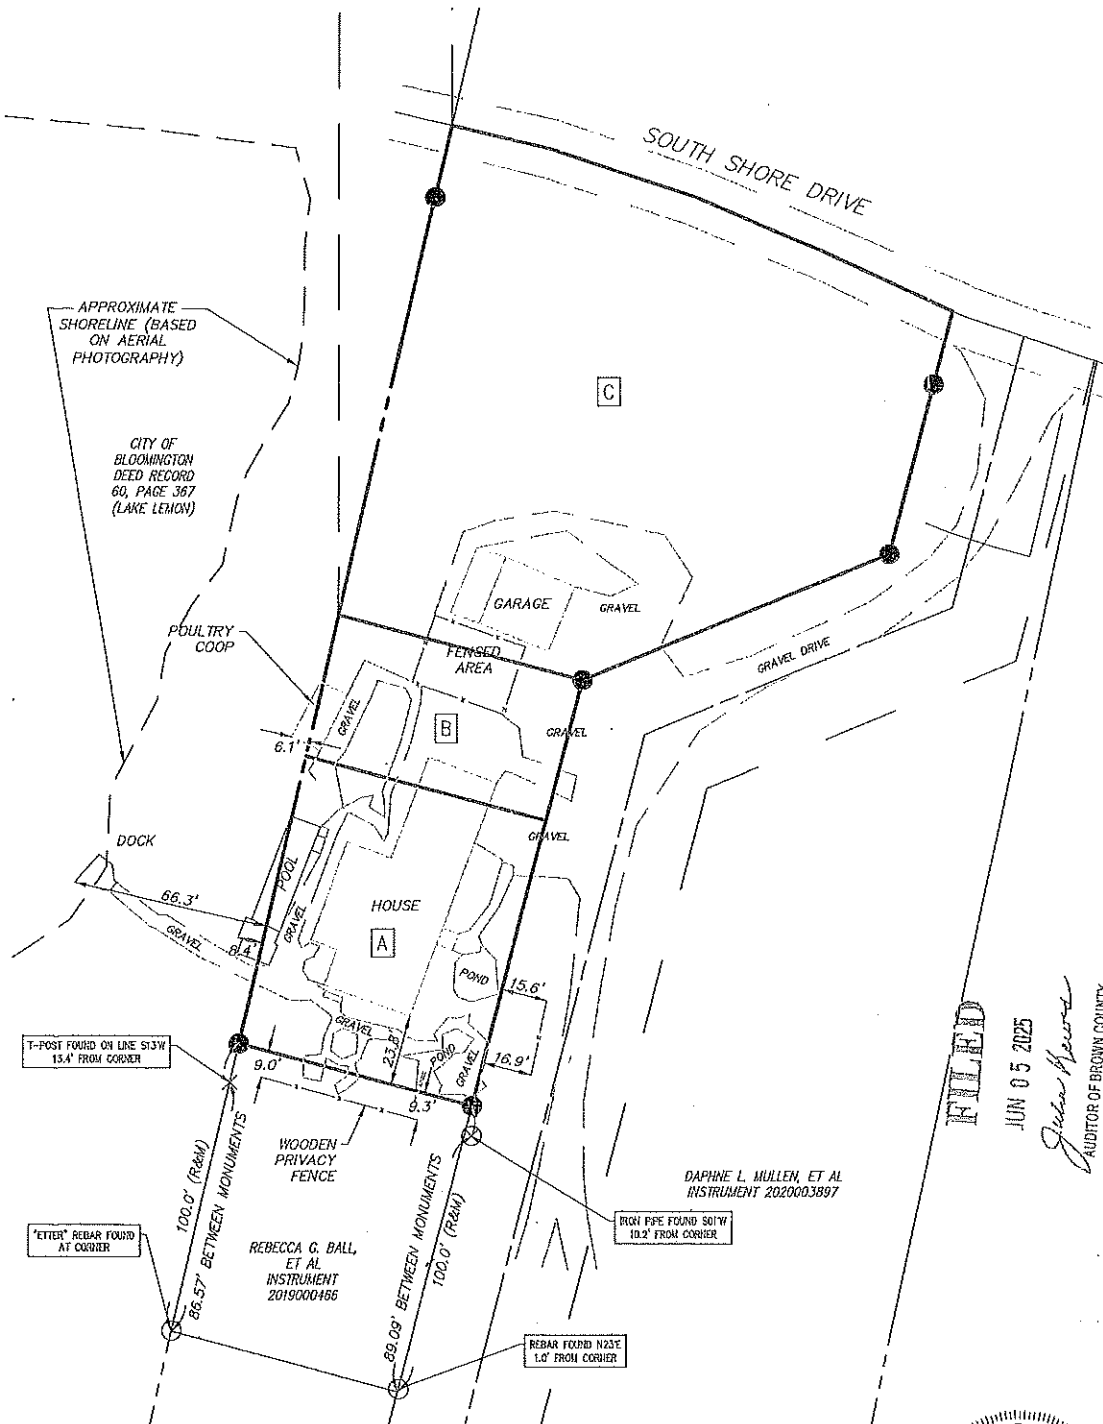 SOUTH SHORE DRIVE
APPROXIMATE
SHORELINE (BASED
ON AERIAL
PHOTOGRAPHY)
C
CITY OF
BLOOMINGTON
DEED RECORD
60, PAGE 367
(LAKE LEMON)
GARAGE
GRAVEL
POULTRY
COOP
FENSED
AREA
GRAVEL DRIVE
GRAVEL
B
GRAVEL
6.1'
GRAVEL
DOCK
POOL
66.3'
HOUSE
GRAVEL
GRAVEL
8.4'
A
POND
15.6'
GRAVEL
23.8'
POND
GRAVEL
16.9'
T-POST FOUND ON LINE S13°W
13.4' FROM CORNER
9.0'
9.3'
WOODEN
PRIVACY
FENCE
100.0' (R&M)
86.57' BETWEEN MONUMENTS
DAPHNE L. MULLEN, ET AL
INSTRUMENT 2020003897
IRON PIPE FOUND S01°W
10.2' FROM CORNER
"ETTER" REBAR FOUND
AT CORNER
REBECCA G. BALL,
ET AL
INSTRUMENT
2019000466
89.09' BETWEEN MONUMENTS
100.0' (R&M)
REBAR FOUND N23°E
1.0' FROM CORNER
FILED
JUN 05 2025
AUDITOR OF BROWN COUNTY